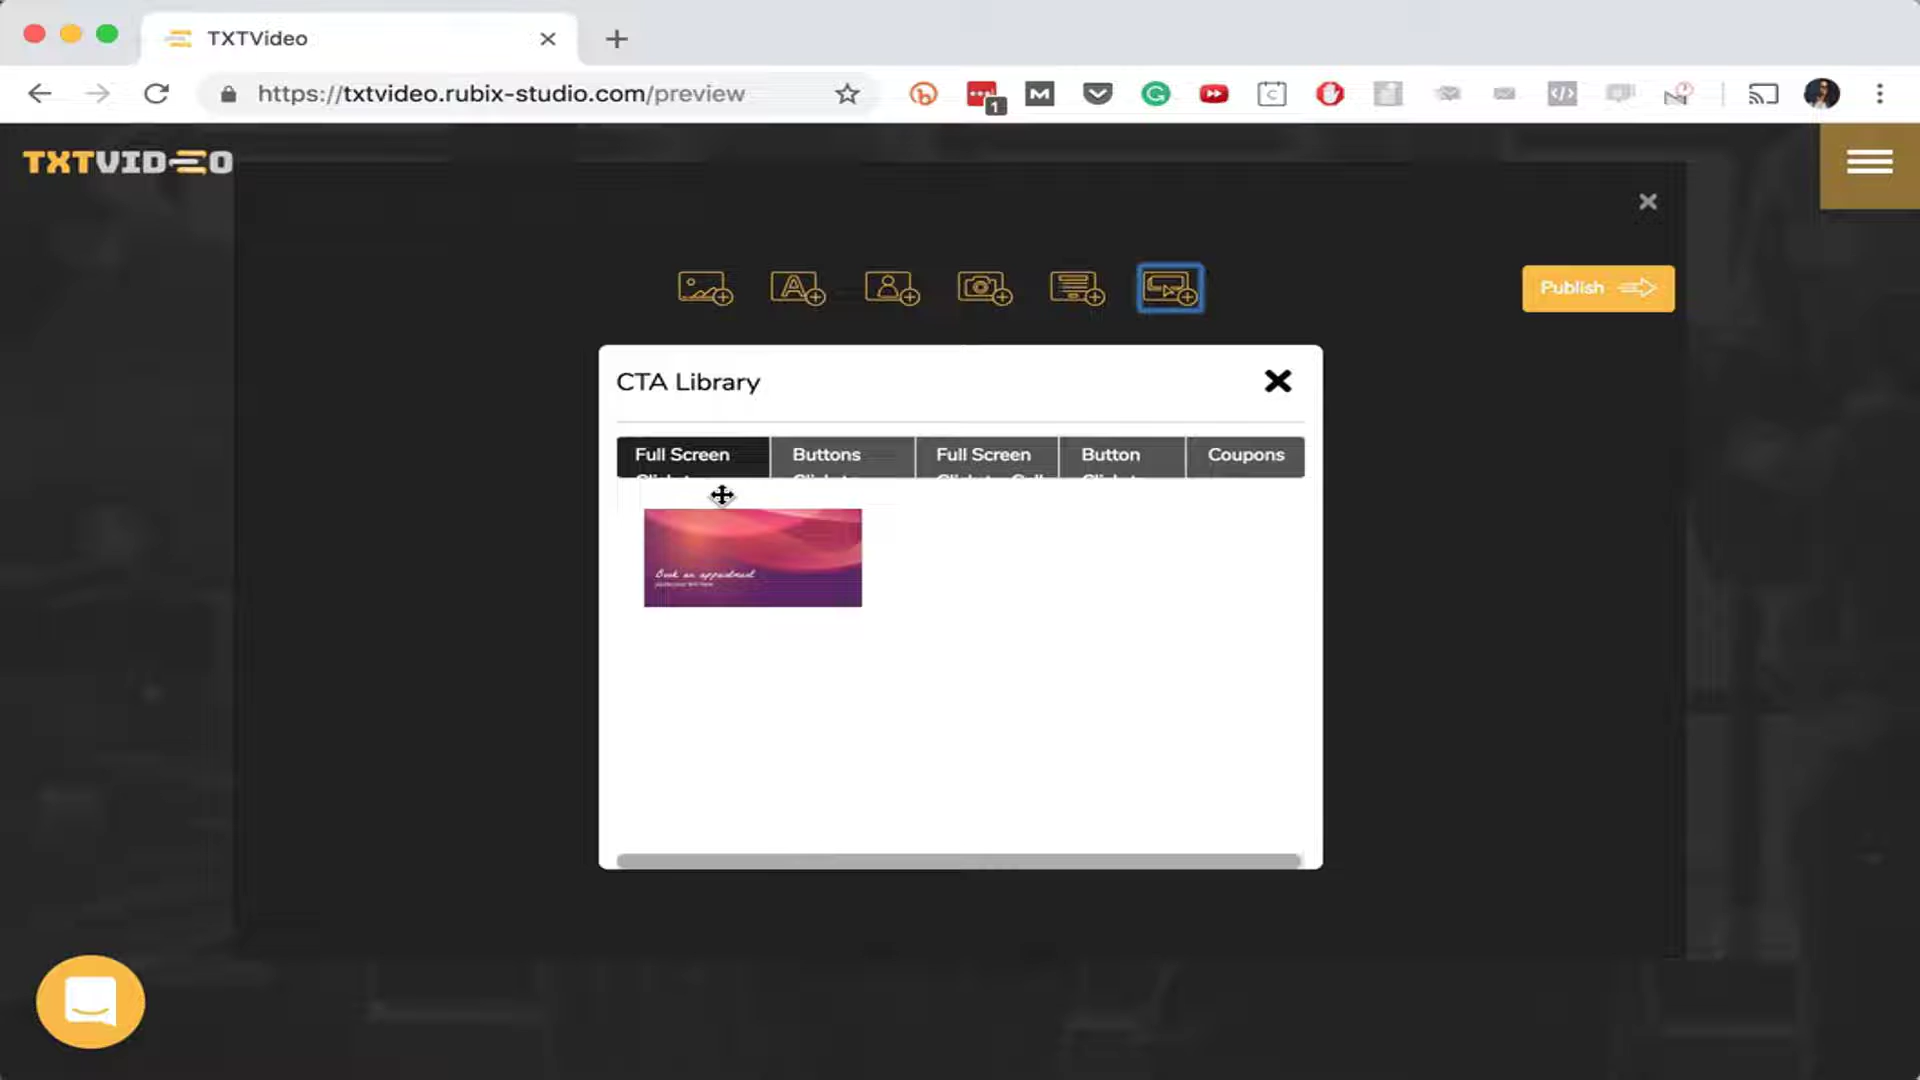 TXTVideo
https://txtvideo.rubix-studio.com/preview
1
TXTVIDEO
Publish
CTA Library
Full Screen
Buttons
Full Screen
Button
Coupons
Book an appointment